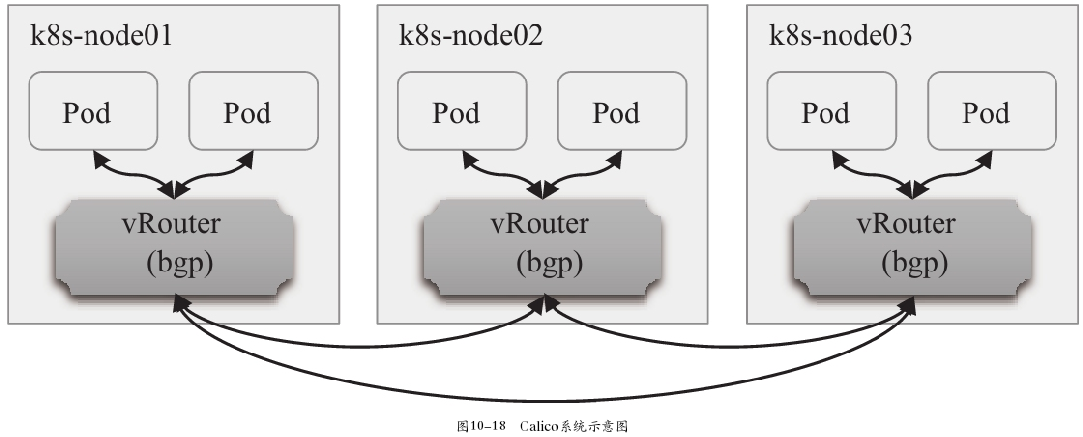 k8s-node01
Pod
Pod
vRouter
(bgp)
k8s-node02
Pod
Pod
vRouter
(bgp)
k8s-node03
Pod
Pod
vRouter
(bgp)
图10-18 Calico系统示意图